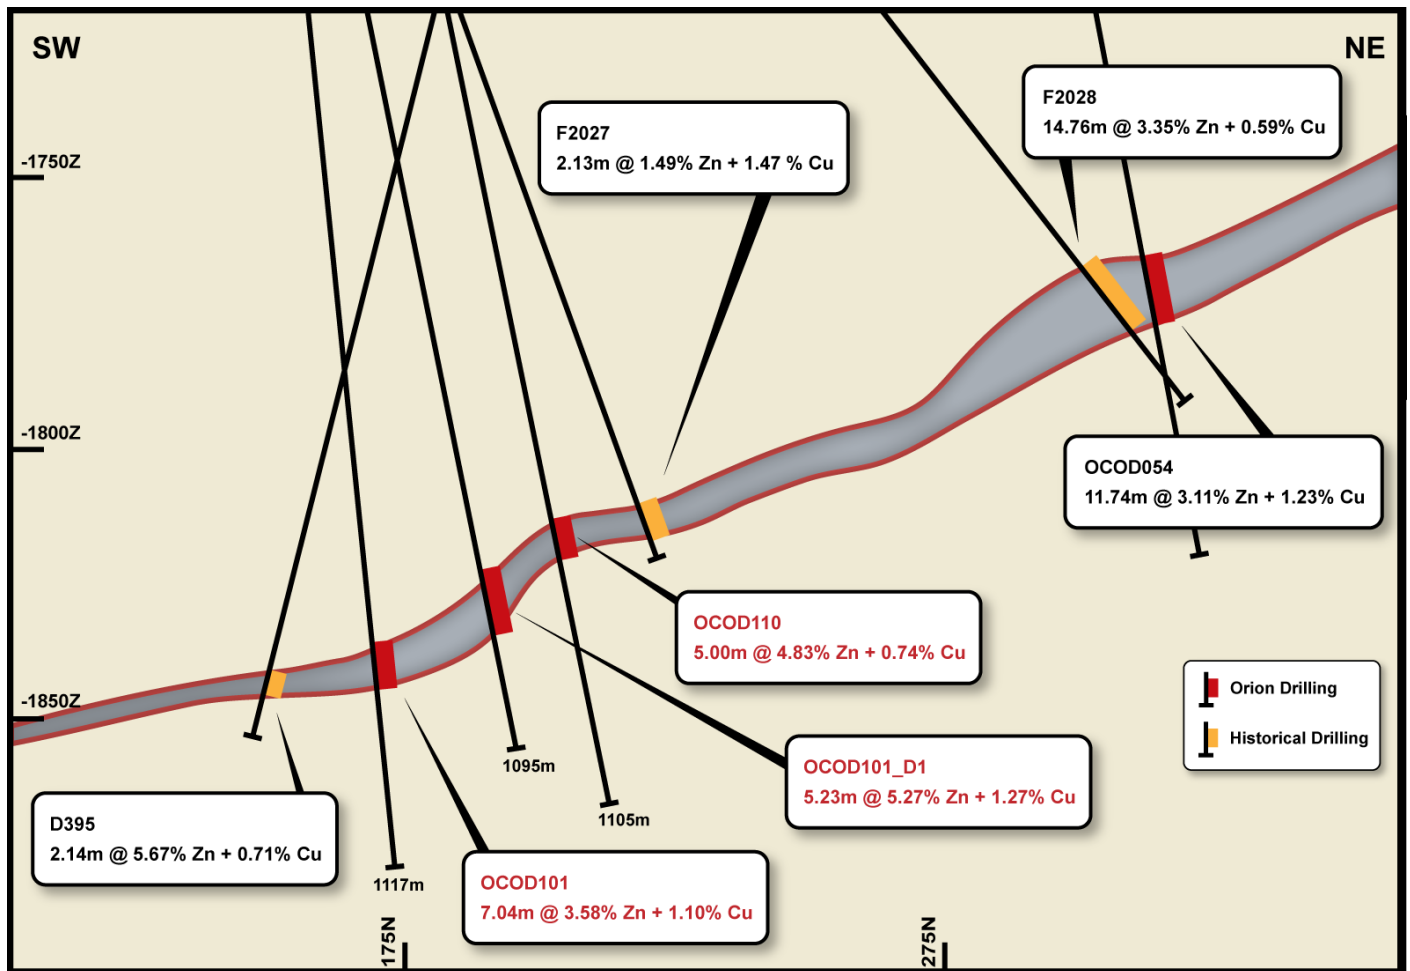 SW
NE
F2028
14.76m @ 3.35% Zn + 0.59% Cu
F2027
2.13m @ 1.49% Zn + 1.47 % Cu
-1750Z
-1800Z
OCOD054
11.74m @ 3.11% Zn + 1.23% Cu
OCOD110
5.00m @ 4.83% Zn + 0.74% Cu
-1850Z
Orion Drilling
Historical Drilling
1095m
OCOD101_D1
5.23m @ 5.27% Zn + 1.27% Cu
1105m
D395
2.14m @ 5.67% Zn + 0.71% Cu
1117m
OCOD101
7.04m @ 3.58% Zn + 1.10% Cu
175N
275N